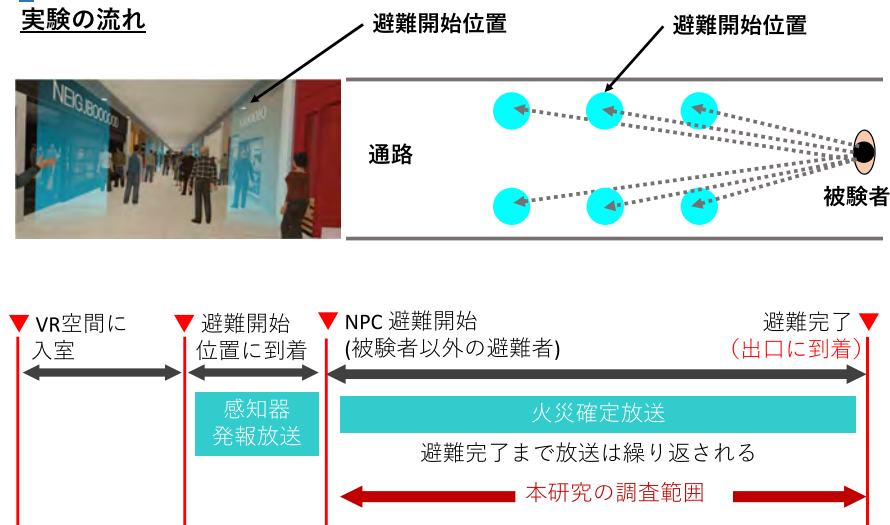 実験の流れ
避難開始位置
避難開始位置
NEIGJBOOOOOD
通路
被験者
VR空間に
入室
避難開始
位置に到着
NPC 避難開始
(被験者以外の避難者)
避難完了
(出口に到着)
感知器
発報放送
火災確定放送
避難完了まで放送は繰り返される
本研究の調査範囲